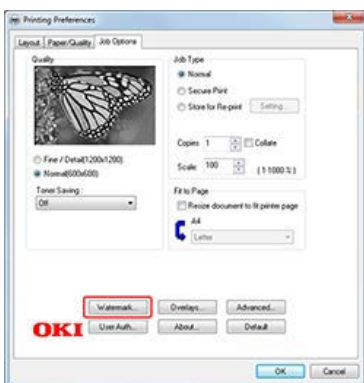 Printing Preferences
Layout Paper/Quality Job Options
Quality
Fine / Detail(1200x1200)
Normal(600x600)
Toner Saving :
Off
Job Type
Normal
Secure Print
Store for Re-print Setting...
Copies 1 Collate
Scale: 100 (1-1000 %)
Fit to Page
Resize document to fit printer page
A4
Letter
Watermark... Overlays... Advanced...
OKI User Auth... About... Default
OK Cancel